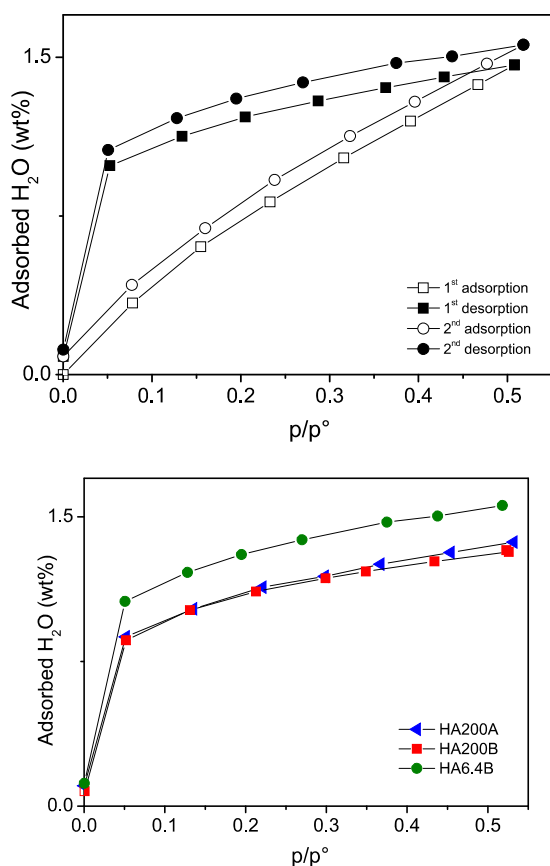 Adsorbed H₂O (wt%)
1.5
0.0
0.0 0.1 0.2 0.3 0.4 0.5
p/p°
1ˢᵗ adsorption
1ˢᵗ desorption
2ⁿᵈ adsorption
2ⁿᵈ desorption
Adsorbed H₂O (wt%)
1.5
0.0
0.0 0.1 0.2 0.3 0.4 0.5
p/p°
HA200A
HA200B
HA6.4B